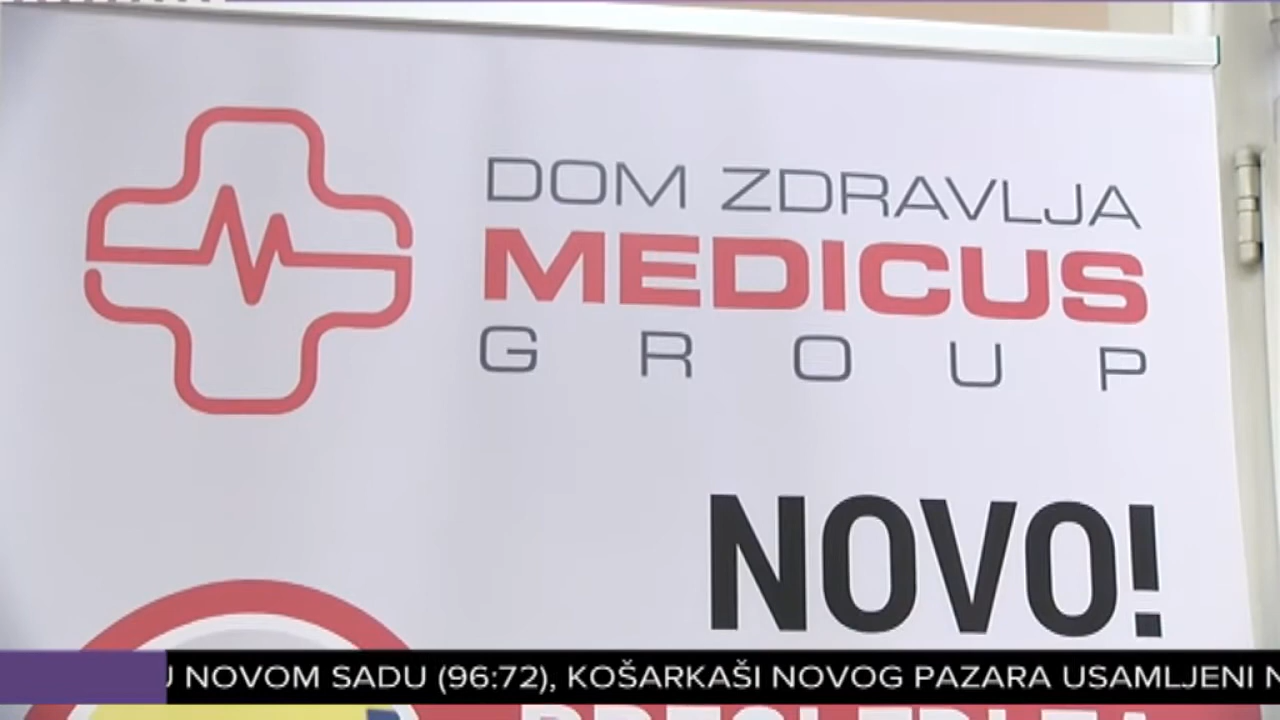 DOM ZDRAVLJA
MEDICUS
GROUP
NOVO!
U NOVOM SADU (96:72), KOŠARKAŠI NOVOG PAZARA USAMLJENI N